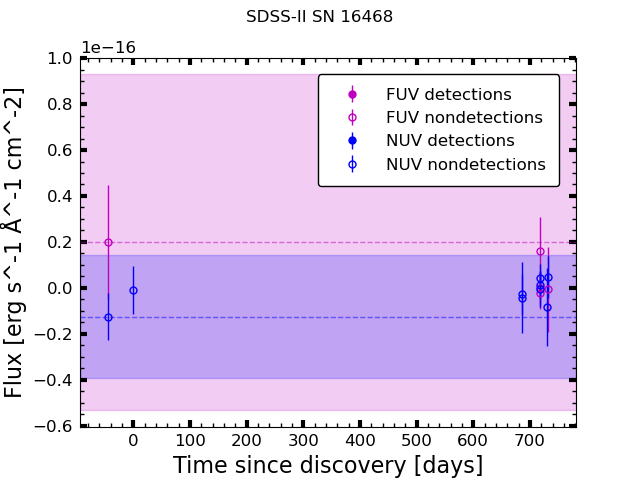 SDSS-II SN 16468
1e−16
1.0
0.8
0.6
0.4
0.2
0.0
−0.2
−0.4
−0.6
Flux [erg s^-1 Å^-1 cm^-2]
FUV detections
FUV nondetections
NUV detections
NUV nondetections
0 100 200 300 400 500 600 700
Time since discovery [days]